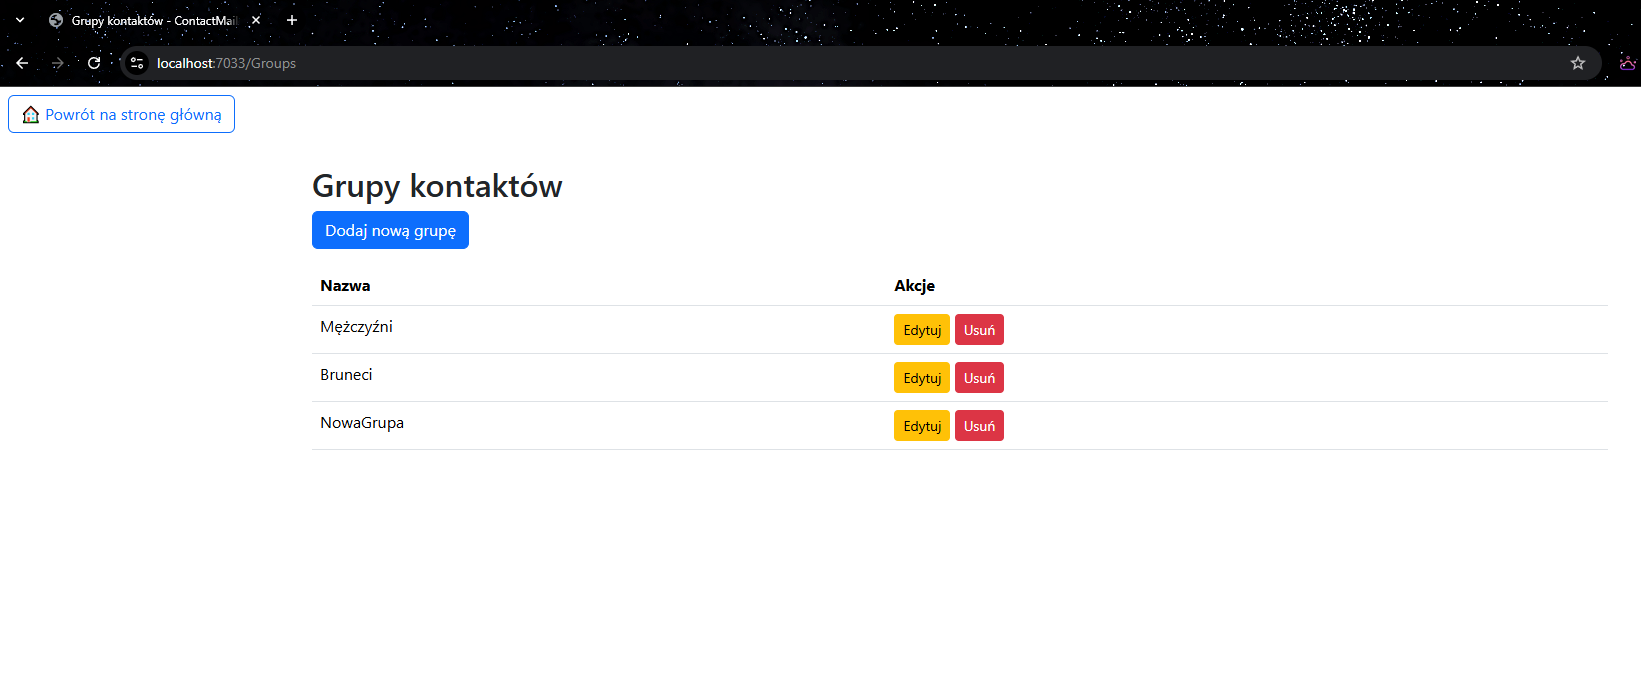 Grupy kontaktów - ContactMai
localhost:7033/Groups
Powrót na stronę główną
Grupy kontaktów
Dodaj nową grupę
Nazwa Akcje
Mężczyźni Edytuj Usuń
Bruneci Edytuj Usuń
NowaGrupa Edytuj Usuń